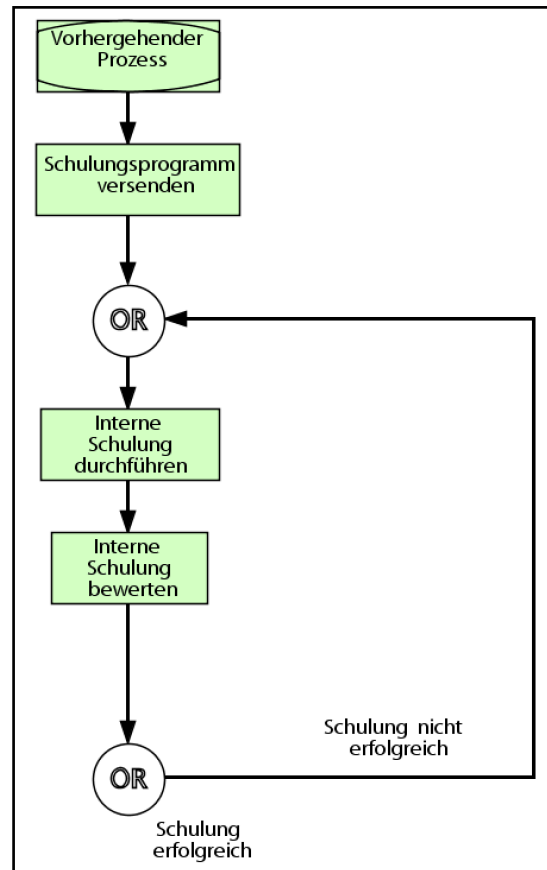 Vorhergehender
Prozess
Schulungsprogramm
versenden
OR
Interne
Schulung
durchführen
Interne
Schulung
bewerten
Schulung nicht
erfolgreich
OR
Schulung
erfolgreich